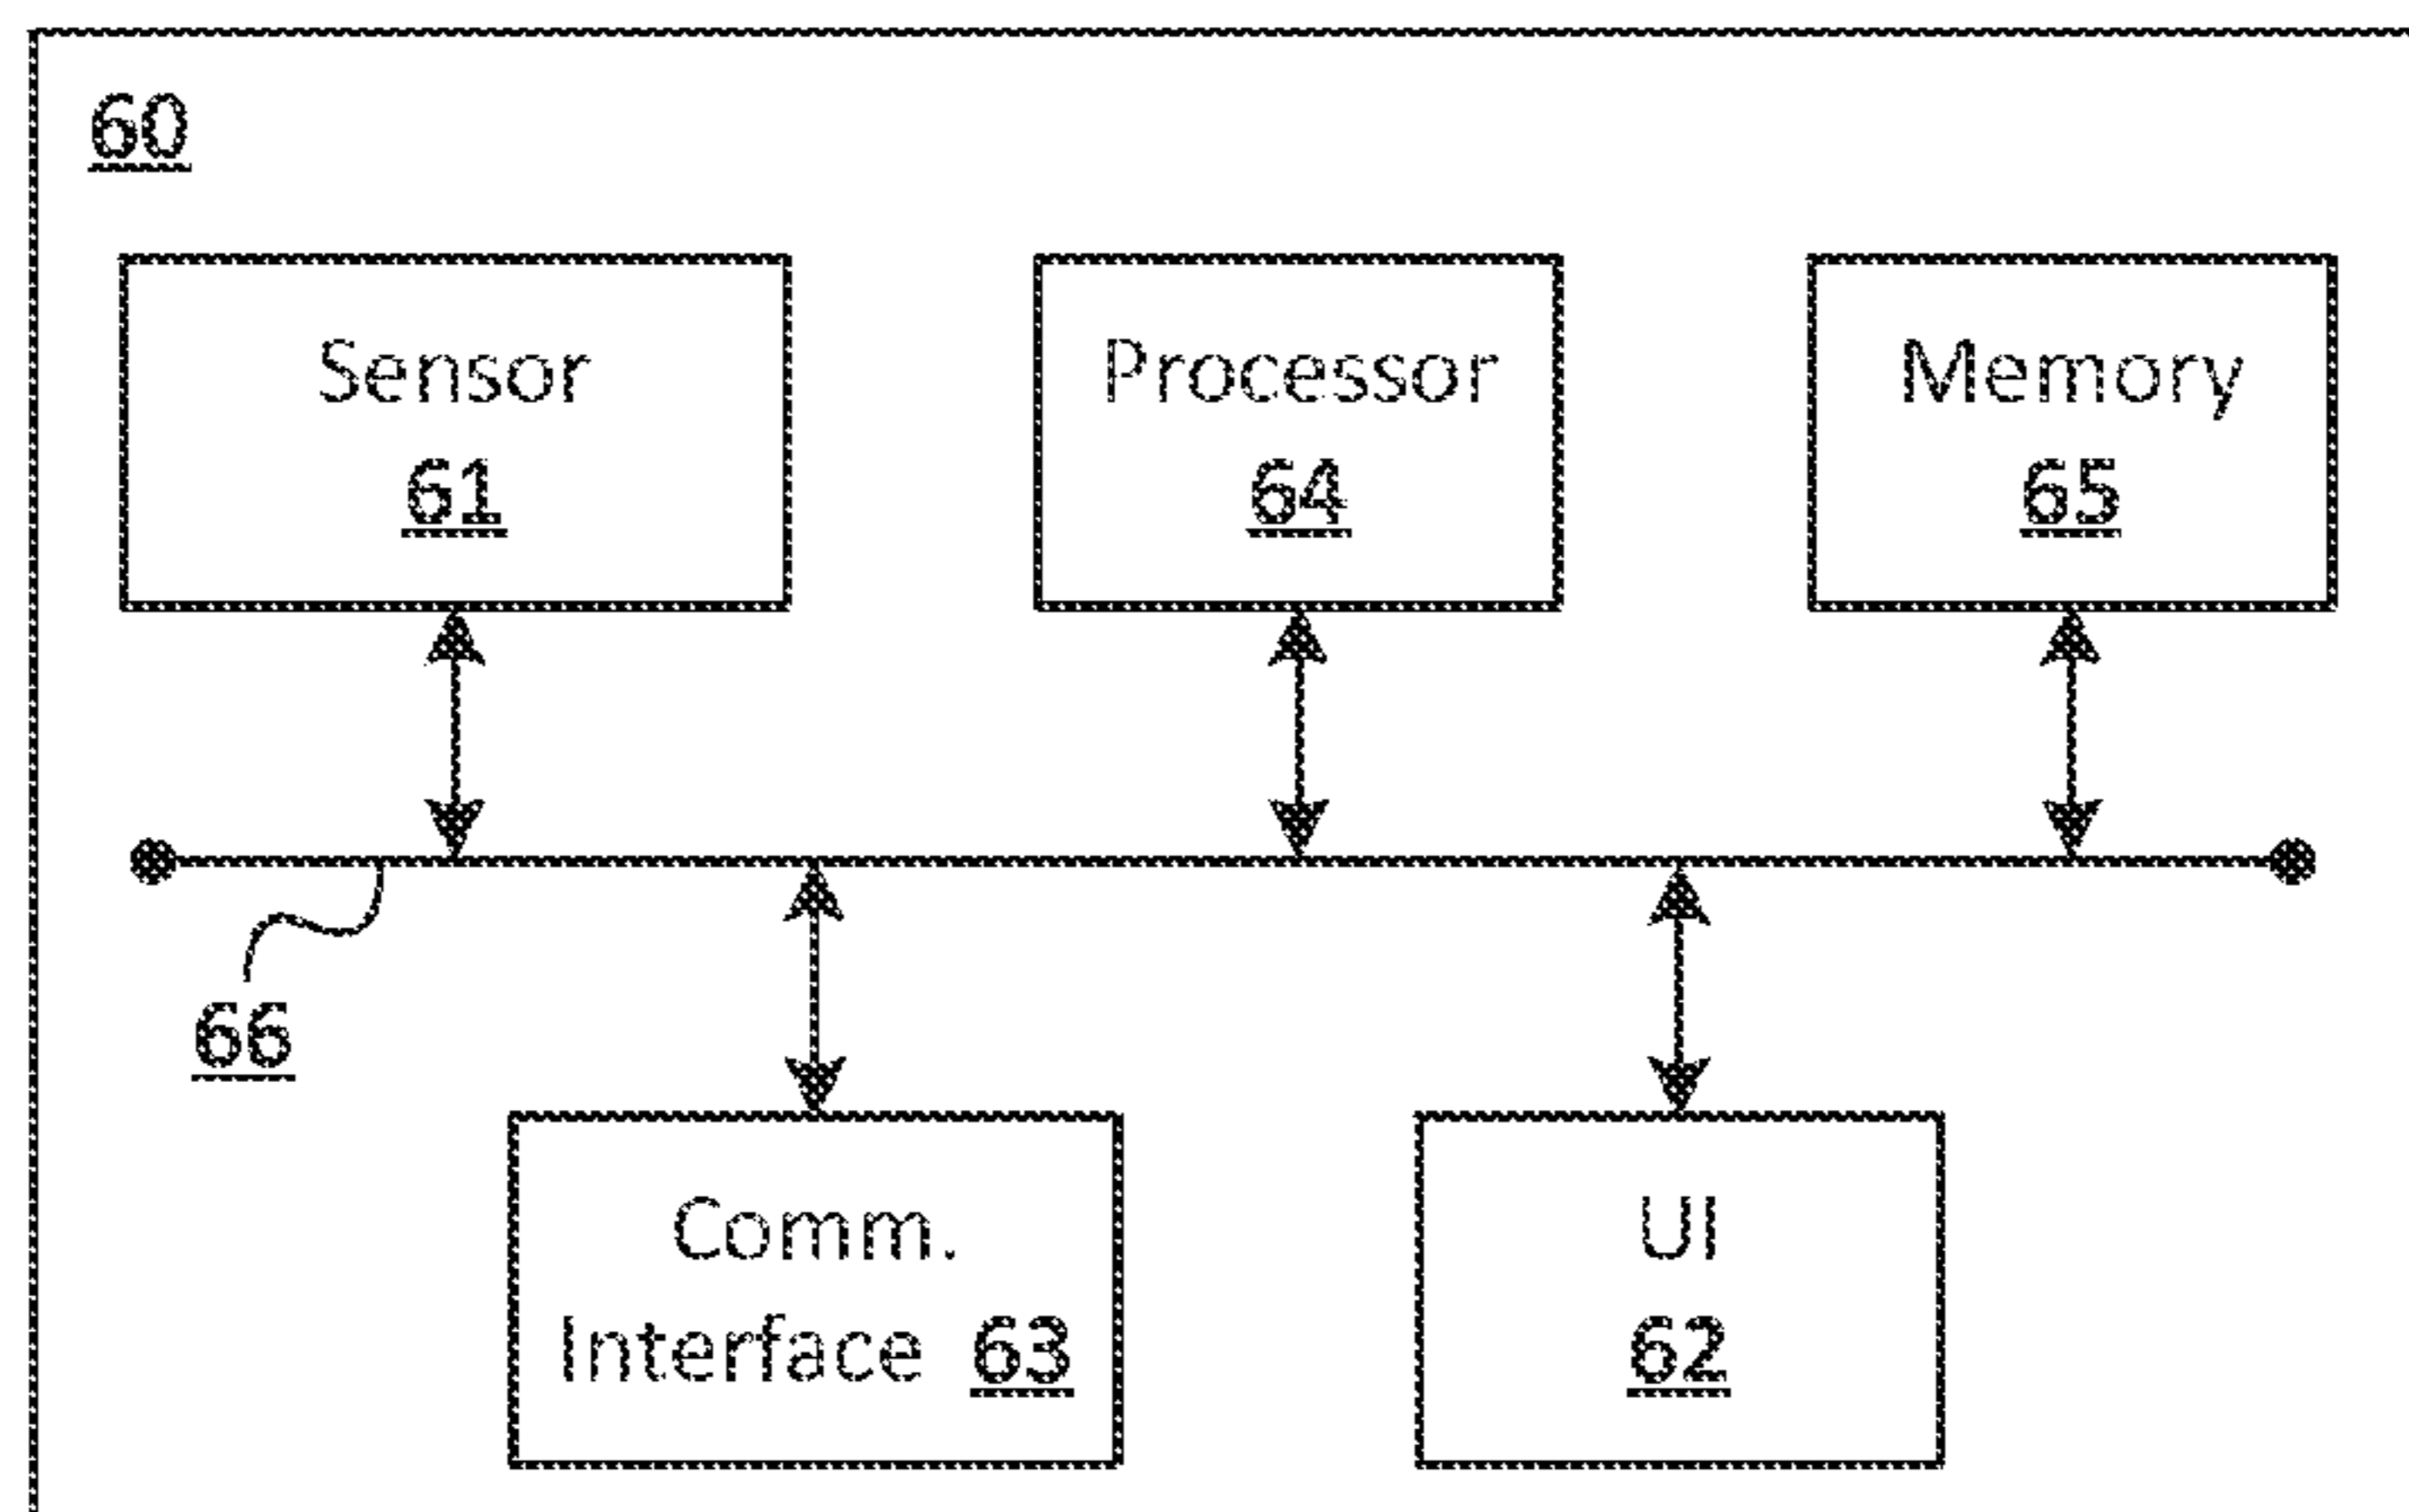 60
Sensor
61
Processor
64
Memory
65
66
Comm.
Interface 63
UI
62